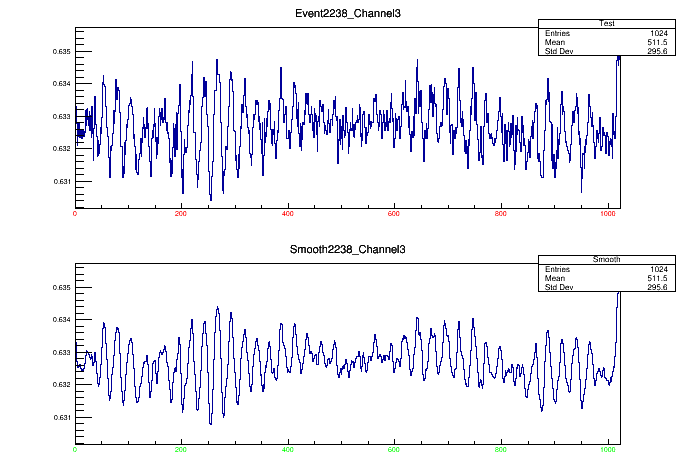 Event2238_Channel3
Test
Entries 1024
Mean 511.5
Std Dev 295.6
0.635
0.634
0.633
0.632
0.631
0 200 400 600 800 1000
Smooth2238_Channel3
Smooth
Entries 1024
Mean 511.5
Std Dev 295.6
0.635
0.634
0.633
0.632
0.631
0 200 400 600 800 1000